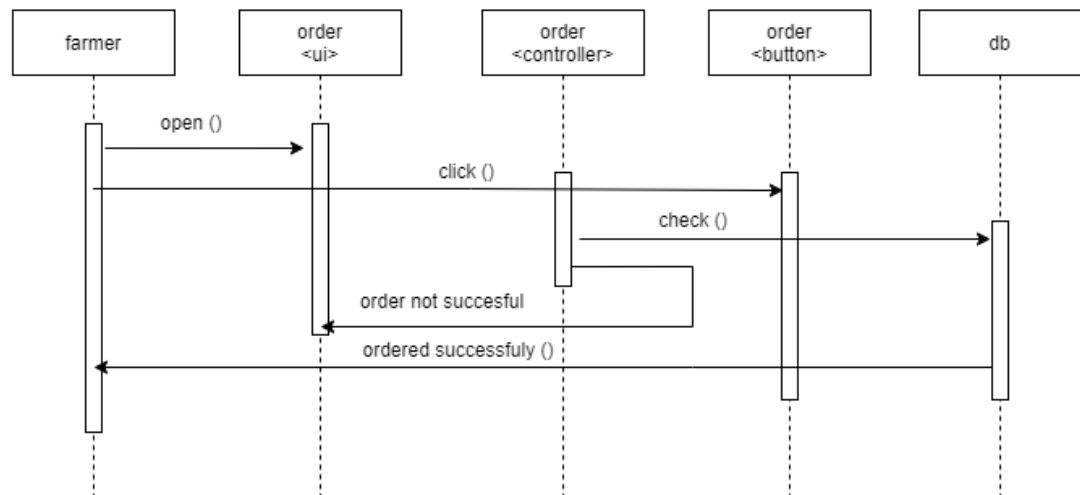 farmer
order
<ui>
order
<controller>
order
<button>
db
open ()
click ()
check ()
order not succesful
ordered successfuly ()